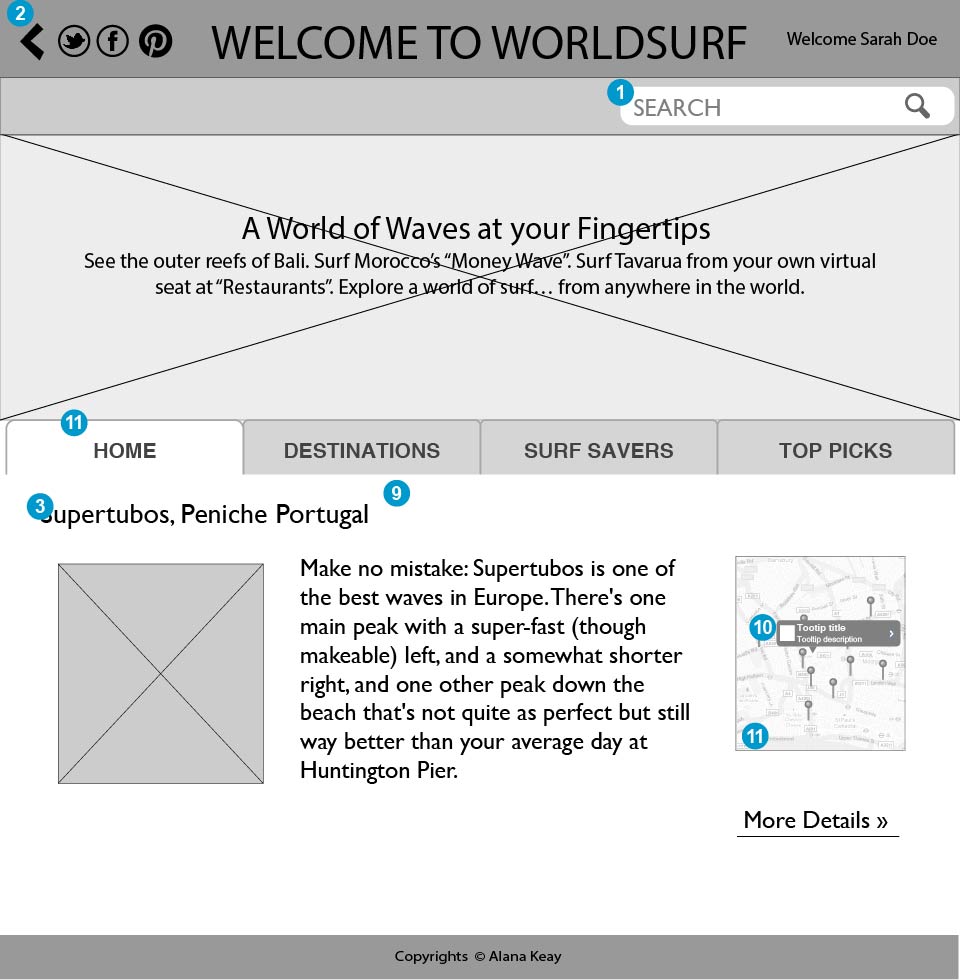 2
WELCOME TO WORLDSURF
Welcome Sarah Doe
1
SEARCH
A World of Waves at your Fingertips
See the outer reefs of Bali. Surf Morocco's “Money Wave”. Surf Tavarua from your own virtual
seat at “Restaurants”. Explore a world of surf… from anywhere in the world.
11
HOME
DESTINATIONS
SURF SAVERS
TOP PICKS
3
9
Supertubos, Peniche Portugal
Make no mistake: Supertubos is one of
the best waves in Europe. There's one
main peak with a super-fast (though
makeable) left, and a somewhat shorter
right, and one other peak down the
beach that's not quite as perfect but still
way better than your average day at
Huntington Pier.
10
Tootip title
Tooltip description
11
More Details »
Copyrights © Alana Keay